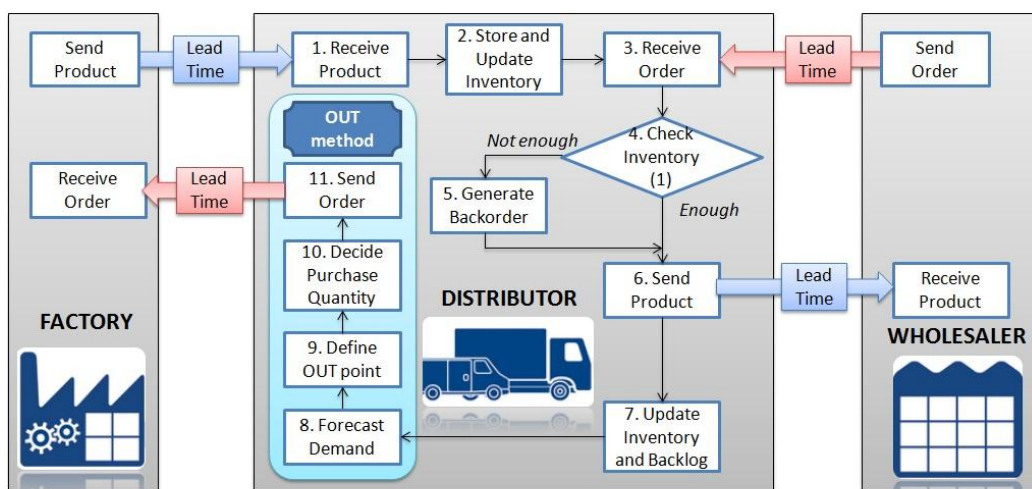 Send
Product
Lead
Time
1. Receive
Product
2. Store and
Update
Inventory
3. Receive
Order
Lead
Time
Send
Order
OUT
method
Not enough
4. Check
Inventory
(1)
Receive
Order
Lead
Time
11. Send
Order
5. Generate
Backorder
Enough
10. Decide
Purchase
Quantity
6. Send
Product
Lead
Time
Receive
Product
FACTORY
DISTRIBUTOR
WHOLESALER
9. Define
OUT point
8. Forecast
Demand
7. Update
Inventory
and Backlog